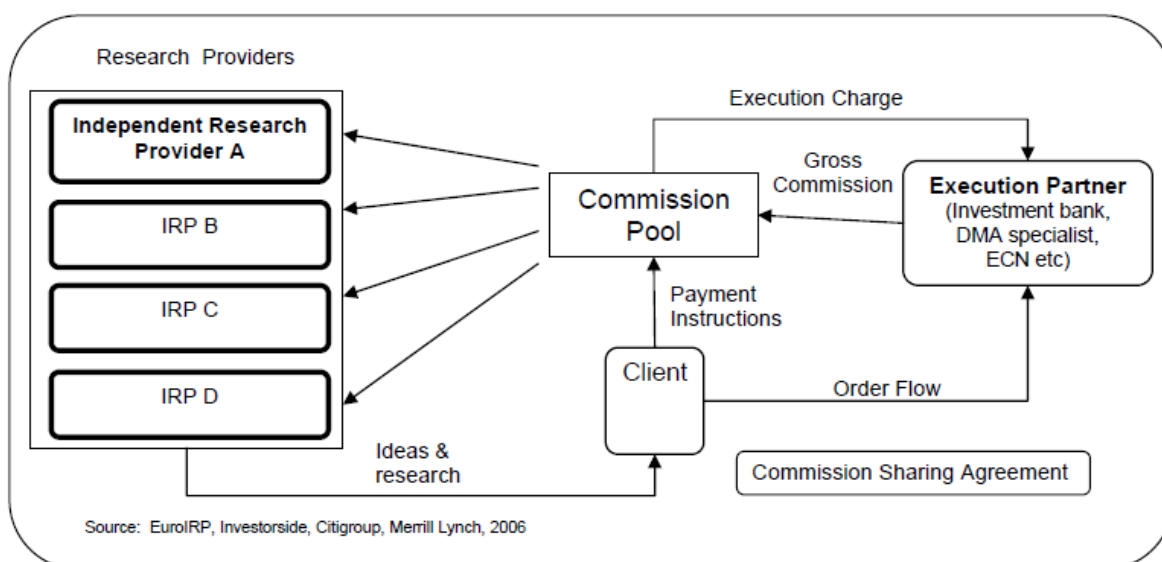 Research Providers
Independent Research
Provider A
IRP B
IRP C
IRP D
Execution Charge
Gross
Commission
Commission
Pool
Execution Partner
(Investment bank,
DMA specialist,
ECN etc)
Payment
Instructions
Client
Order Flow
Ideas &
research
Commission Sharing Agreement
Source: EuroIRP, Investorside, Citigroup, Merrill Lynch, 2006